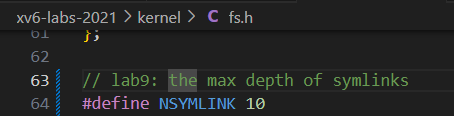 xv6-labs-2021 > kernel > fs.h
61 };
62
63 // lab9: the max depth of symlinks
64 #define NSYMLINK 10